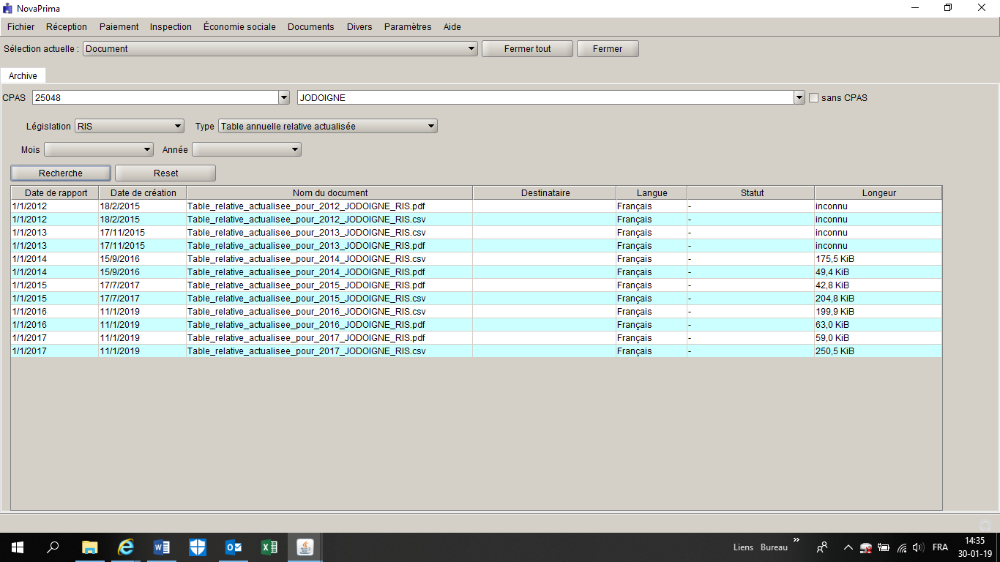 NovaPrima
Fichier Réception Paiement Inspection Économie sociale Documents Divers Paramètres Aide
Sélection actuelle : Document Fermer tout Fermer
Archive
CPAS 25048 JODOIGNE sans CPAS
Législation RIS Type Table annuelle relative actualisée
Mois Année
Recherche Reset
Date de rapport Date de création Nom du document Destinataire Langue Statut Longeur
1/1/2012 18/2/2015 Table_relative_actualisee_pour_2012_JODOIGNE_RIS.pdf Français - inconnu
1/1/2012 18/2/2015 Table_relative_actualisee_pour_2012_JODOIGNE_RIS.csv Français - inconnu
1/1/2013 17/11/2015 Table_relative_actualisee_pour_2013_JODOIGNE_RIS.csv Français - inconnu
1/1/2013 17/11/2015 Table_relative_actualisee_pour_2013_JODOIGNE_RIS.pdf Français - inconnu
1/1/2014 15/9/2016 Table_relative_actualisee_pour_2014_JODOIGNE_RIS.csv Français - 175,5 KiB
1/1/2014 15/9/2016 Table_relative_actualisee_pour_2014_JODOIGNE_RIS.pdf Français - 49,4 KiB
1/1/2015 17/7/2017 Table_relative_actualisee_pour_2015_JODOIGNE_RIS.pdf Français - 42,8 KiB
1/1/2015 17/7/2017 Table_relative_actualisee_pour_2015_JODOIGNE_RIS.csv Français - 204,8 KiB
1/1/2016 11/1/2019 Table_relative_actualisee_pour_2016_JODOIGNE_RIS.csv Français - 199,9 KiB
1/1/2016 11/1/2019 Table_relative_actualisee_pour_2016_JODOIGNE_RIS.pdf Français - 63,0 KiB
1/1/2017 11/1/2019 Table_relative_actualisee_pour_2017_JODOIGNE_RIS.pdf Français - 59,0 KiB
1/1/2017 11/1/2019 Table_relative_actualisee_pour_2017_JODOIGNE_RIS.csv Français - 250,5 KiB
Liens Bureau » FRA 14:35
30-01-19